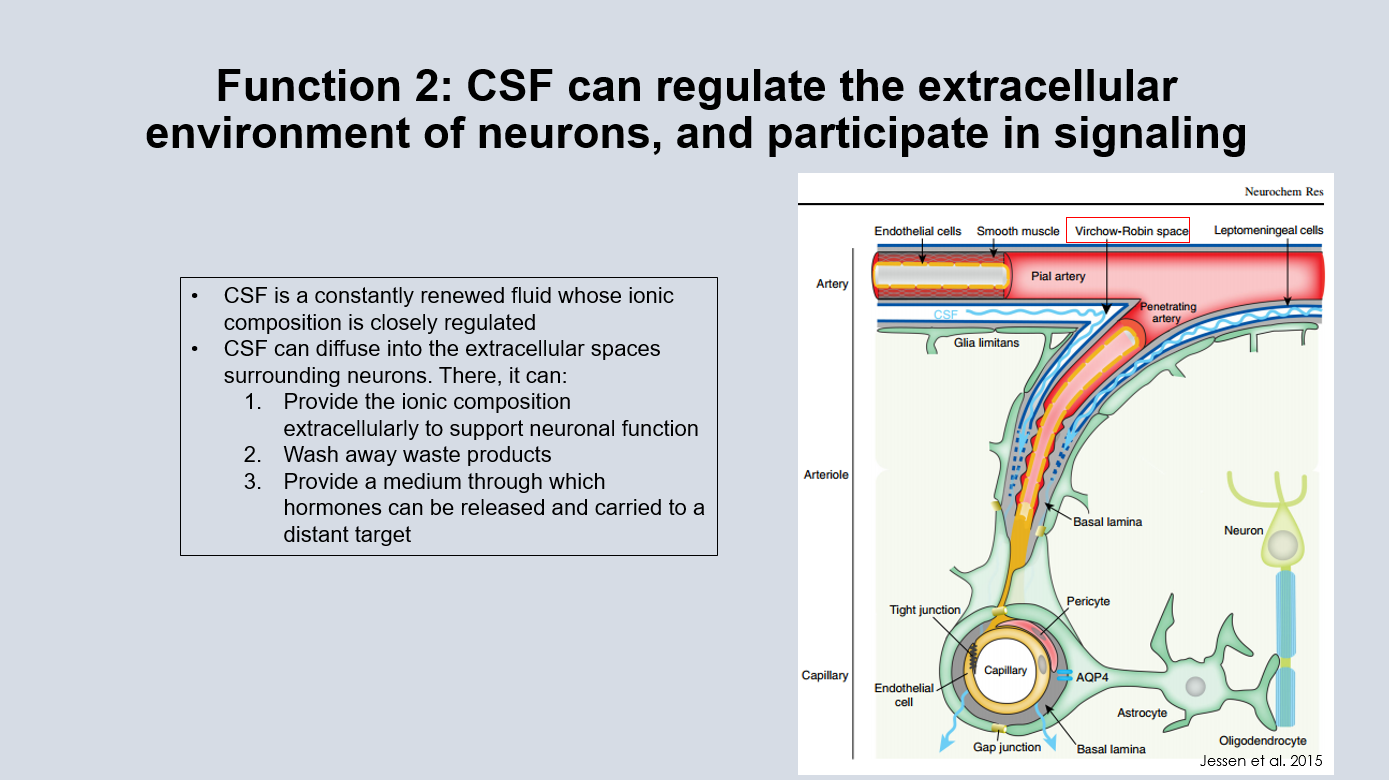 Function 2: CSF can regulate the extracellular
environment of neurons, and participate in signaling
• CSF is a constantly renewed fluid whose ionic
composition is closely regulated
• CSF can diffuse into the extracellular spaces
surrounding neurons. There, it can:
1. Provide the ionic composition
extracellularly to support neuronal function
2. Wash away waste products
3. Provide a medium through which
hormones can be released and carried to a
distant target
Neurochem Res
Endothelial cells
Smooth muscle
Virchow-Robin space
Leptomeningeal cells
Artery
Pial artery
CSF
Penetrating
artery
Glia limitans
Arteriole
Basal lamina
Neuron
Tight junction
Pericyte
Capillary
Capillary
AQP4
Endothelial
cell
Astrocyte
Gap junction
Basal lamina
Oligodendrocyte
Jessen et al. 2015